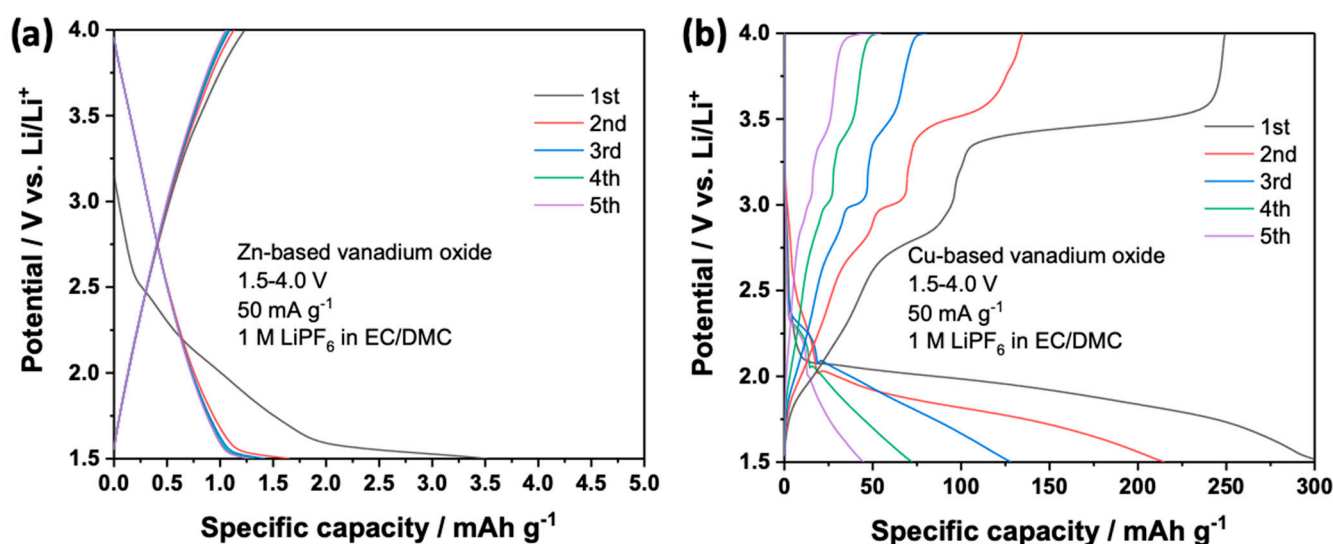 (a)
Potential / V vs. Li/Li⁺
4.0
3.5
3.0
2.5
2.0
1.5
1st
2nd
3rd
4th
5th
Zn-based vanadium oxide
1.5-4.0 V
50 mA g⁻¹
1 M LiPF₆ in EC/DMC
0.0 0.5 1.0 1.5 2.0 2.5 3.0 3.5 4.0 4.5 5.0
Specific capacity / mAh g⁻¹
(b)
Potential / V vs. Li/Li⁺
4.0
3.5
3.0
2.5
2.0
1.5
1st
2nd
3rd
4th
5th
Cu-based vanadium oxide
1.5-4.0 V
50 mA g⁻¹
1 M LiPF₆ in EC/DMC
0 50 100 150 200 250 300
Specific capacity / mAh g⁻¹